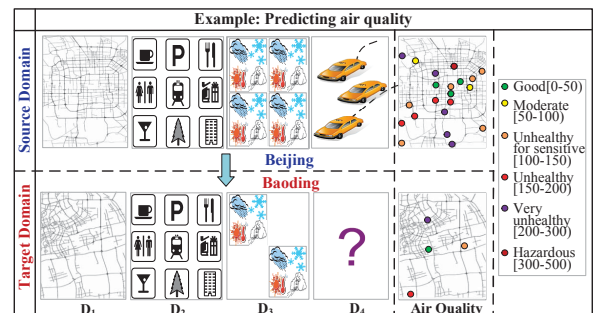 Example: Predicting air quality
Source Domain
P
Beijing
Good[0-50)
Moderate
[50-100)
Unhealthy
for sensitive
[100-150)
Unhealthy
[150-200)
Very
unhealthy
[200-300)
Hazardous
[300-500)
Target Domain
Baoding
P
?
D₁
D₂
D₃
D₄
Air Quality